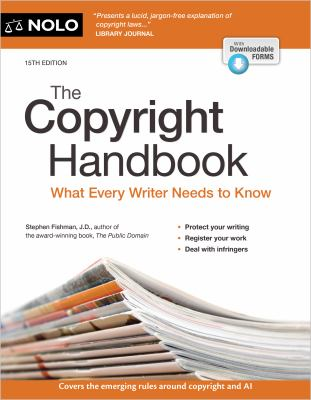 NOLO
"Presents a lucid, jargon-free explanation of
copyright laws..."
LIBRARY JOURNAL
15TH EDITION
With
Downloadable
FORMS
The
Copyright
Handbook
What Every Writer Needs to Know
Stephen Fishman, J.D., author of
the award-winning book, The Public Domain
• Protect your writing
• Register your work
• Deal with infringers
Covers the emerging rules around copyright and AI